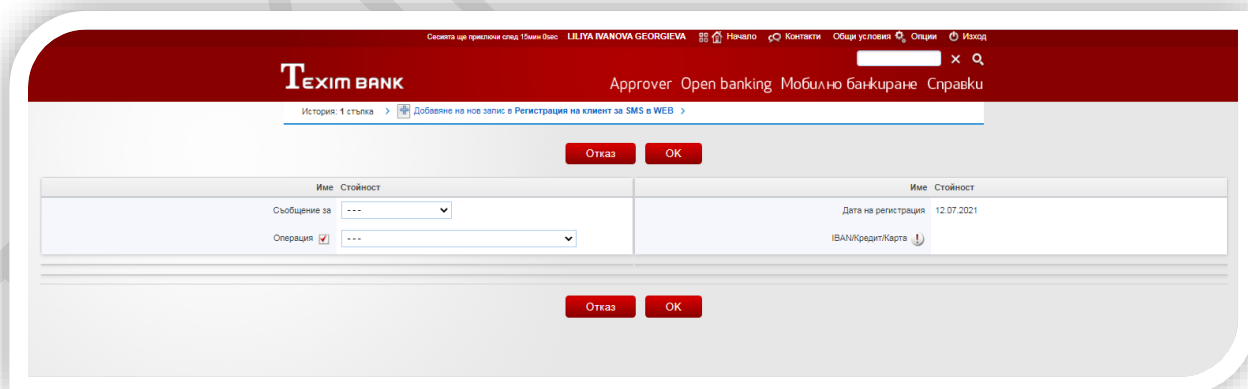 Сесията ще приключи след 15мин 0sec LILIYA IVANOVA GEORGIEVA Начало Контакти Общи условия Опции Изход
TEXIM BANK
Approver Open banking Мобилно банкиране Справки
История: 1 стъпка > Добавяне на нов запис в Регистрация на клиент за SMS в WEB >
Отказ OK
Име Стойност Име Стойност
Съобщение за --- Дата на регистрация 12.07.2021
Операция --- IBAN/Кредит/Карта
Отказ OK